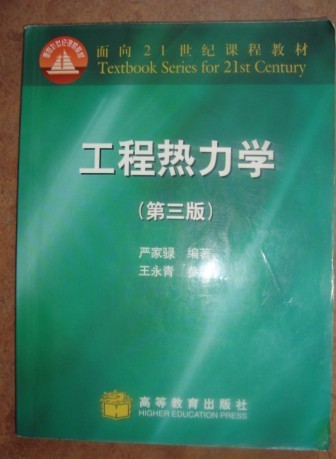 面向21世纪课程教材
Textbook Series for 21st Century
工程热力学
(第三版)
严家騄 编著
王永青
高等教育出版社
HIGHER EDUCATION PRESS